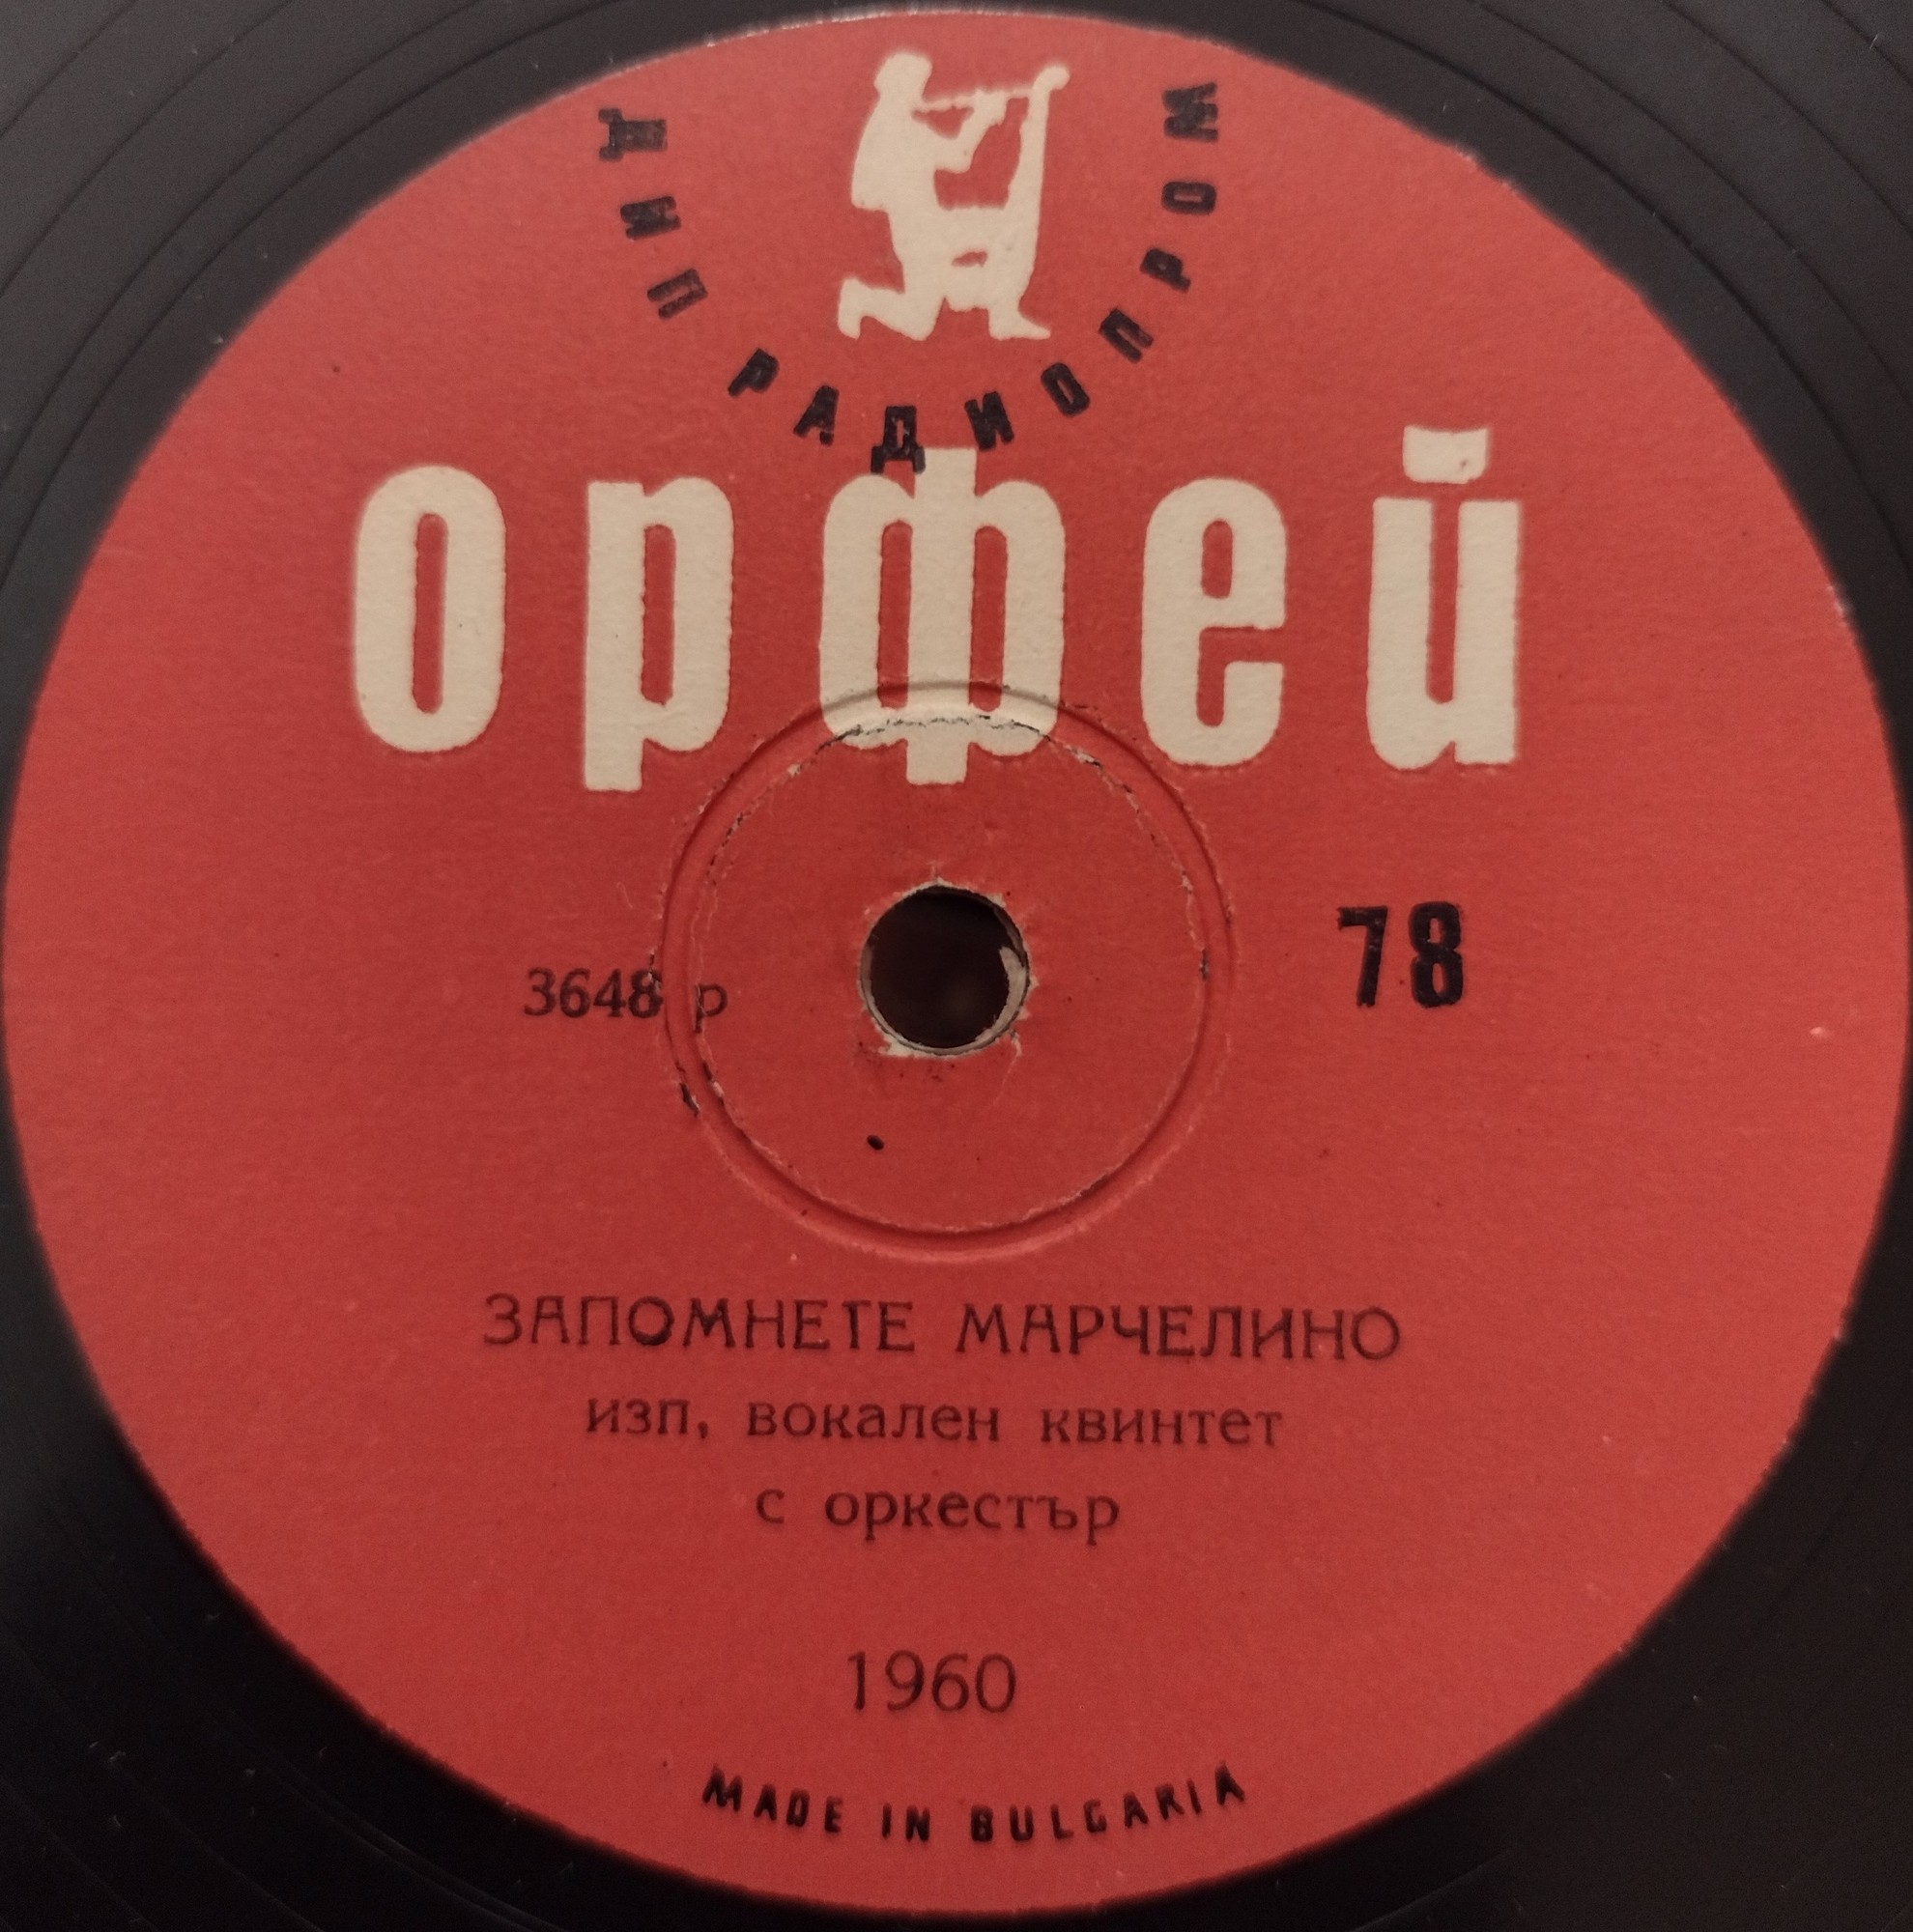 ДИП РАДИОПРОМ
орфей
78
3648 р
ЗАПОМНЕТЕ МАРЧЕЛИНО
изп, вокален квинтет
с оркестър
1960
MADE IN BULGARIA